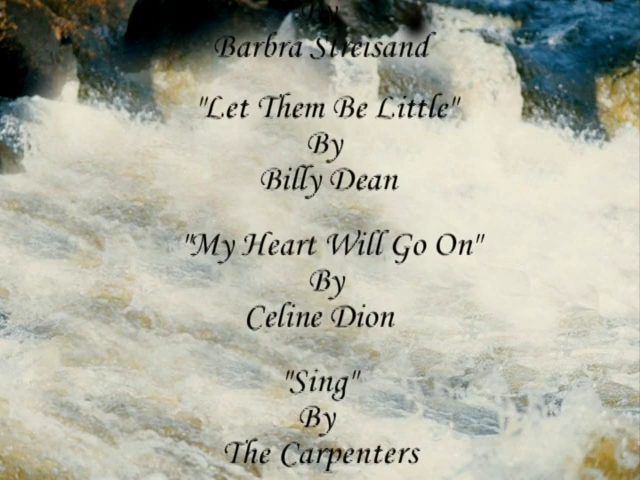 By
Barbra Streisand
"Let Them Be Little"
By
Billy Dean
"My Heart Will Go On"
By
Celine Dion
"Sing"
By
The Carpenters